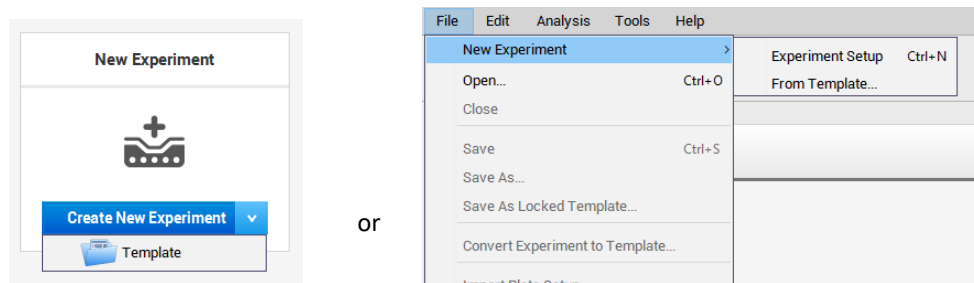 New Experiment
Create New Experiment
Template
or
File Edit Analysis Tools Help
New Experiment
Experiment Setup Ctrl+N
From Template...
Open... Ctrl+O
Close
Save Ctrl+S
Save As...
Save As Locked Template...
Convert Experiment to Template...